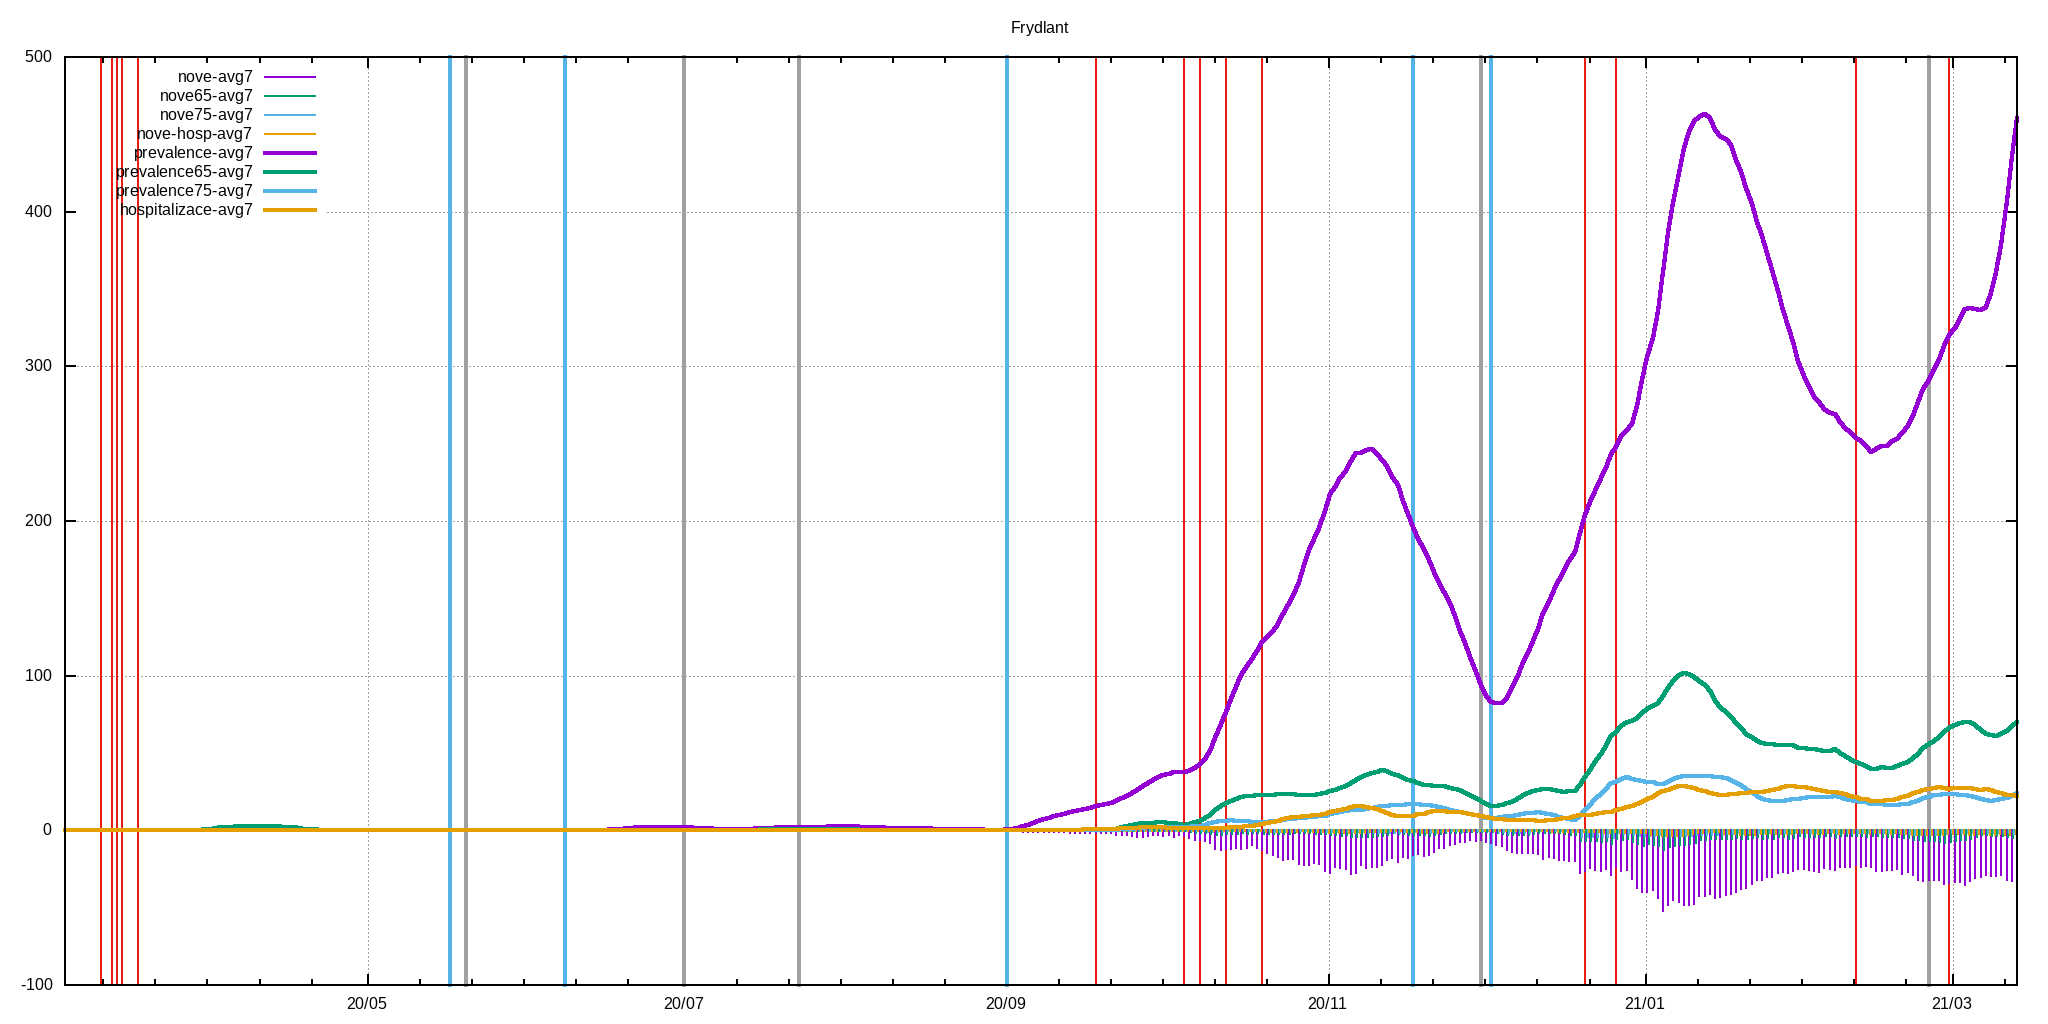 Frydlant
500
400
300
200
100
0
-100
nove-avg7
nove65-avg7
nove75-avg7
nove-hosp-avg7
prevalence-avg7
prevalence65-avg7
prevalence75-avg7
hospitalizace-avg7
20/05
20/07
20/09
20/11
21/01
21/03